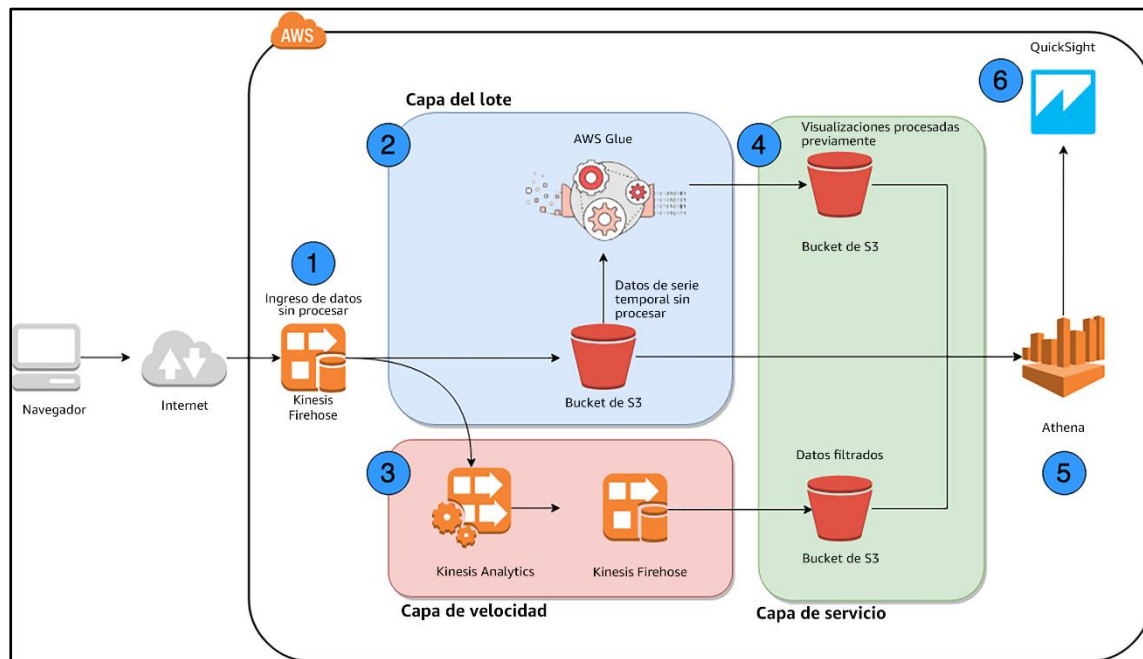 AWS
QuickSight
6
Capa del lote
2
AWS Glue
4
Visualizaciones procesadas
previamente
Bucket de S3
1
Ingreso de datos
sin procesar
Datos de serie
temporal sin
procesar
Navegador
Internet
Kinesis
Firehose
Bucket de S3
Athena
5
3
Kinesis Analytics
Kinesis Firehose
Datos filtrados
Bucket de S3
Capa de velocidad
Capa de servicio